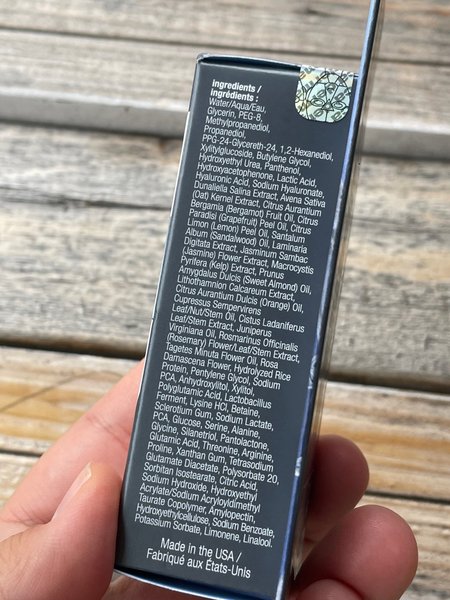 ingredients /
ingrédients :
Water/Aqua/Eau,
Glycerin, PEG-8,
Methylpropanediol,
Propanediol,
PPG-24-Glycereth-24, 1,2-Hexanediol,
Xylitylglucoside, Butylene Glycol,
Hydroxyethyl Urea, Panthenol,
Hydroxyacetophenone, Lactic Acid,
Hyaluronic Acid, Sodium Hyaluronate,
Dunaliella Salina Extract, Avena Sativa
(Oat) Kernel Extract, Citrus Aurantium
Bergamia (Bergamot) Fruit Oil, Citrus
Paradisi (Grapefruit) Peel Oil, Citrus
Limon (Lemon) Peel Oil, Santalum
Album (Sandalwood) Oil, Laminaria
Digitata Extract, Jasminum Sambac
(Jasmine) Flower Extract, Macrocystis
Pyrifera (Kelp) Extract, Prunus
Amygdalus Dulcis (Sweet Almond) Oil,
Lithothamnion Calcareum Extract,
Citrus Aurantium Dulcis (Orange) Oil,
Cupressus Sempervirens
Leaf/Nut/Stem Oil, Cistus Ladaniferus
Leaf/Stem Extract, Juniperus
Virginiana Oil, Rosmarinus Officinalis
(Rosemary) Flower/Leaf/Stem Extract,
Tagetes Minuta Flower Oil, Rosa
Damascena Flower, Hydrolyzed Rice
Protein, Pentylene Glycol, Sodium
PCA, Anhydroxylitol, Xylitol,
Polyglutamic Acid, Lactobacillus
Ferment, Lysine HCl, Betaine,
Sclerotium Gum, Sodium Lactate,
PCA, Glucose, Serine, Alanine,
Glycine, Silanetriol, Pantolactone,
Glutamic Acid, Threonine, Arginine,
Proline, Xanthan Gum, Tetrasodium
Glutamate Diacetate, Polysorbate 20,
Sorbitan Isostearate, Citric Acid,
Sodium Hydroxide, Hydroxyethyl
Acrylate/Sodium Acryloyldimethyl
Taurate Copolymer, Amylopectin,
Hydroxyethylcellulose, Sodium Benzoate,
Potassium Sorbate, Limonene, Linalool.
Made in the USA /
Fabriqué aux États-Unis